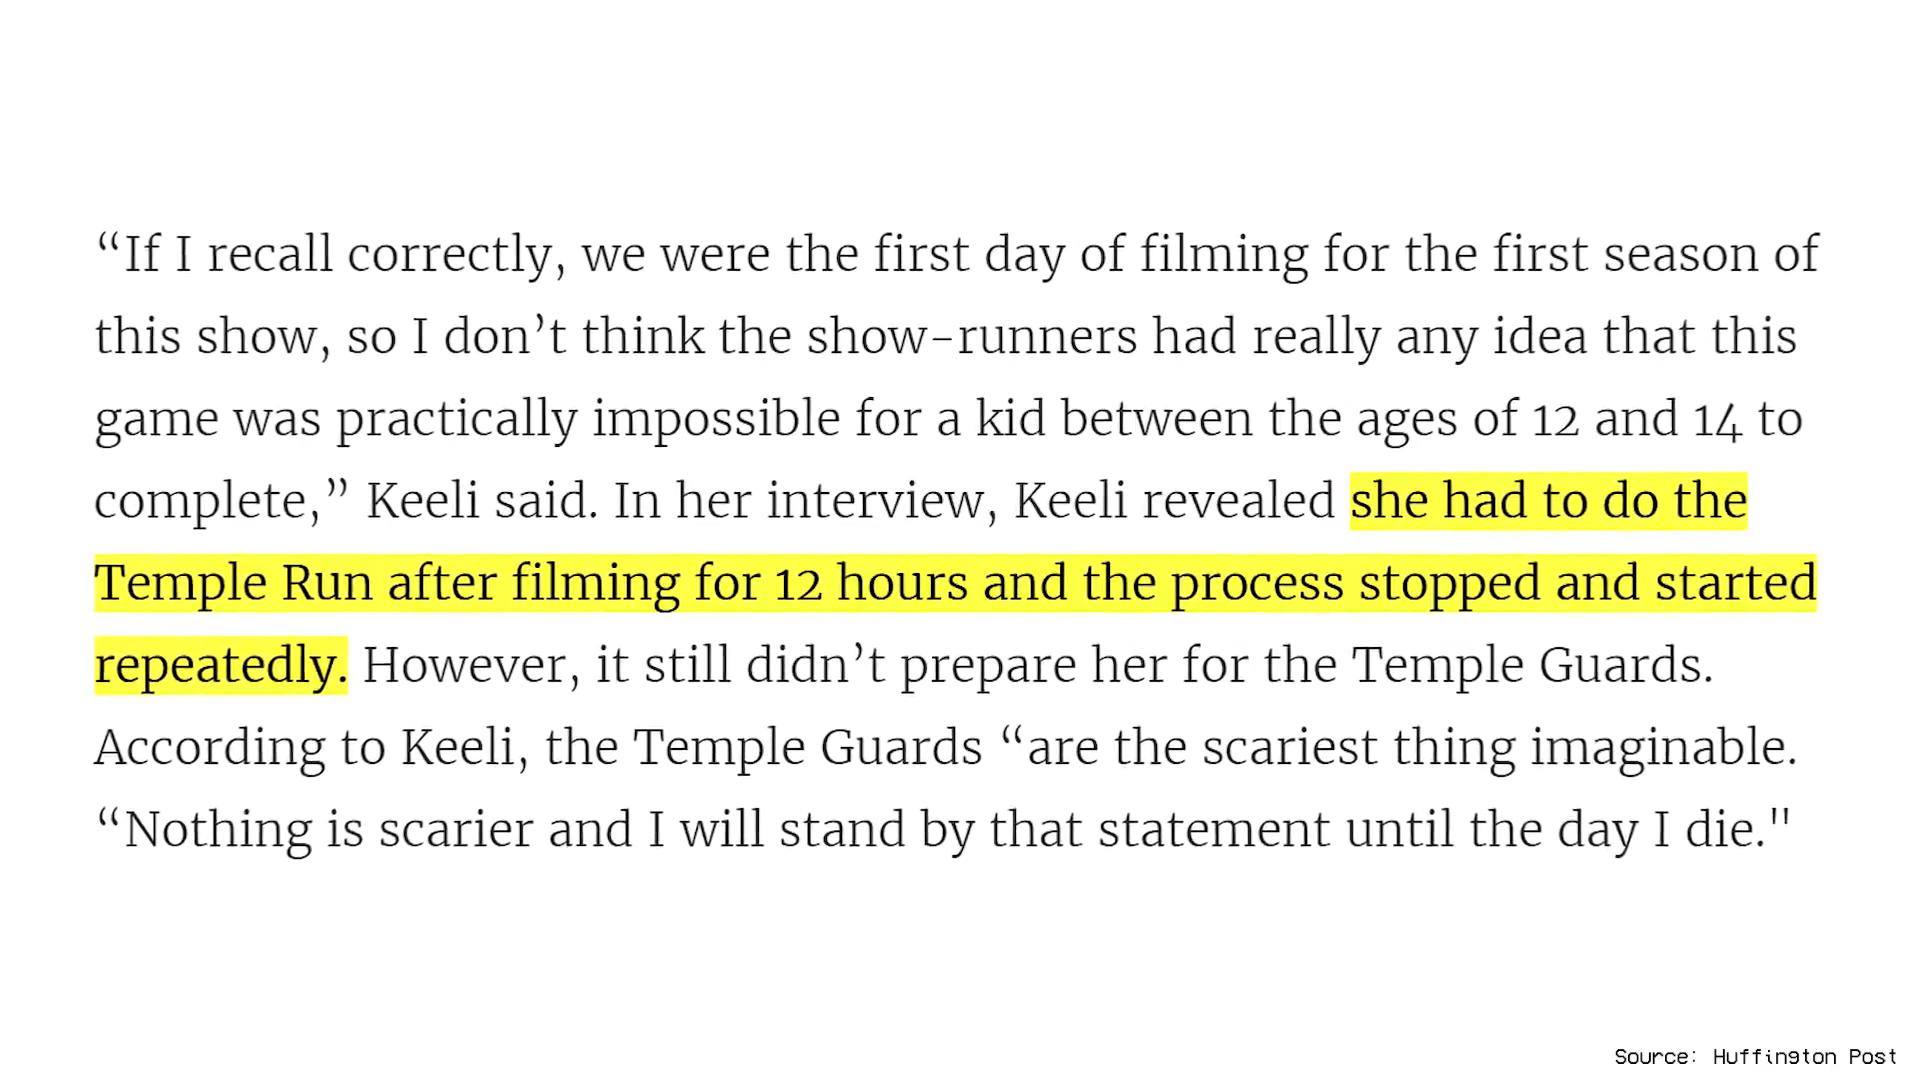 “If I recall correctly, we were the first day of filming for the first season of
this show, so I don’t think the show-runners had really any idea that this
game was practically impossible for a kid between the ages of 12 and 14 to
complete,” Keeli said. In her interview, Keeli revealed she had to do the
Temple Run after filming for 12 hours and the process stopped and started
repeatedly. However, it still didn’t prepare her for the Temple Guards.
According to Keeli, the Temple Guards “are the scariest thing imaginable.
“Nothing is scarier and I will stand by that statement until the day I die."
Source: Huffington Post